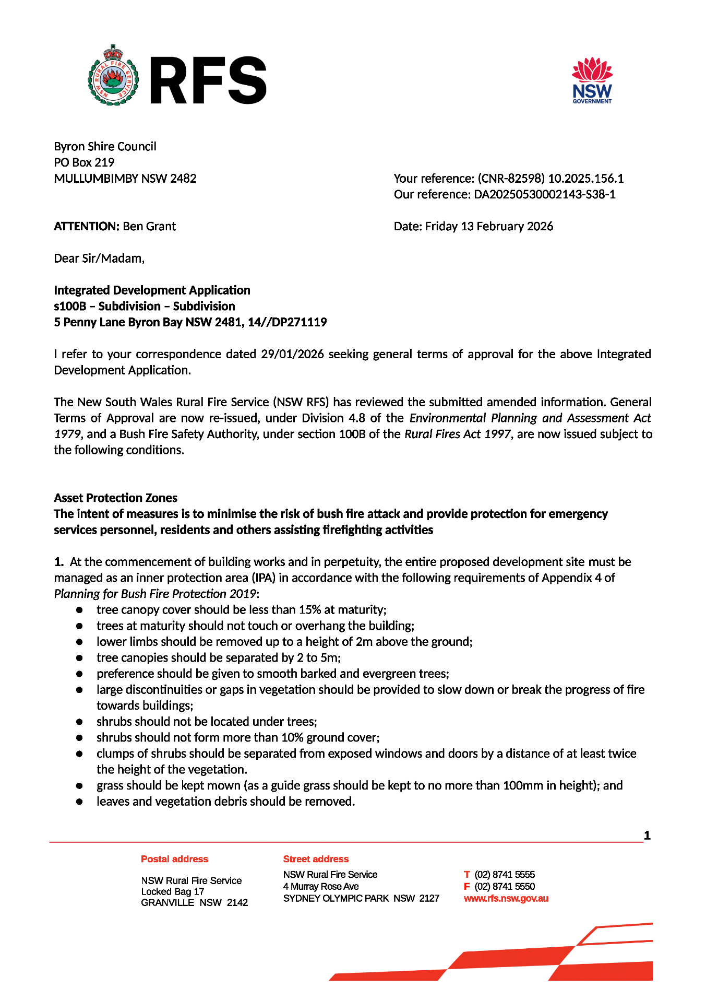 NSW RURAL FIRE SERVICE
RFS
NSW
GOVERNMENT
Byron Shire Council
PO Box 219
MULLUMBIMBY NSW 2482
Your reference: (CNR-82598) 10.2025.156.1
Our reference: DA20250530002143-S38-1
ATTENTION: Ben Grant
Date: Friday 13 February 2026
Dear Sir/Madam,
Integrated Development Application
s100B – Subdivision – Subdivision
5 Penny Lane Byron Bay NSW 2481, 14//DP271119
I refer to your correspondence dated 29/01/2026 seeking general terms of approval for the above Integrated
Development Application.
The New South Wales Rural Fire Service (NSW RFS) has reviewed the submitted amended information. General
Terms of Approval are now re-issued, under Division 4.8 of the Environmental Planning and Assessment Act
1979, and a Bush Fire Safety Authority, under section 100B of the Rural Fires Act 1997, are now issued subject to
the following conditions.
Asset Protection Zones
The intent of measures is to minimise the risk of bush fire attack and provide protection for emergency
services personnel, residents and others assisting firefighting activities
1. At the commencement of building works and in perpetuity, the entire proposed development site must be
managed as an inner protection area (IPA) in accordance with the following requirements of Appendix 4 of
Planning for Bush Fire Protection 2019:
● tree canopy cover should be less than 15% at maturity;
● trees at maturity should not touch or overhang the building;
● lower limbs should be removed up to a height of 2m above the ground;
● tree canopies should be separated by 2 to 5m;
● preference should be given to smooth barked and evergreen trees;
● large discontinuities or gaps in vegetation should be provided to slow down or break the progress of fire
towards buildings;
● shrubs should not be located under trees;
● shrubs should not form more than 10% ground cover;
● clumps of shrubs should be separated from exposed windows and doors by a distance of at least twice
the height of the vegetation.
● grass should be kept mown (as a guide grass should be kept to no more than 100mm in height); and
● leaves and vegetation debris should be removed.
1
Postal address
NSW Rural Fire Service
Locked Bag 17
GRANVILLE NSW 2142
Street address
NSW Rural Fire Service
4 Murray Rose Ave
SYDNEY OLYMPIC PARK NSW 2127
T (02) 8741 5555
F (02) 8741 5550
www.rfs.nsw.gov.au